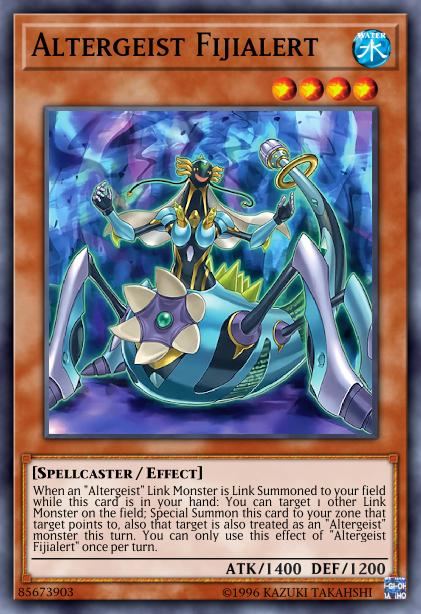 ALTERGEIST FIJIALERT
WATER
水
[SPELLCASTER / EFFECT]
When an "Altergeist" Link Monster is Link Summoned to your field
while this card is in your hand: You can target 1 other Link
Monster on the field; Special Summon this card to your zone that
target points to, also that target is also treated as an "Altergeist"
monster this turn. You can only use this effect of "Altergeist
Fijialert" once per turn.
ATK/1400 DEF/1200
85673903
©1996 KAZUKI TAKAHSHI